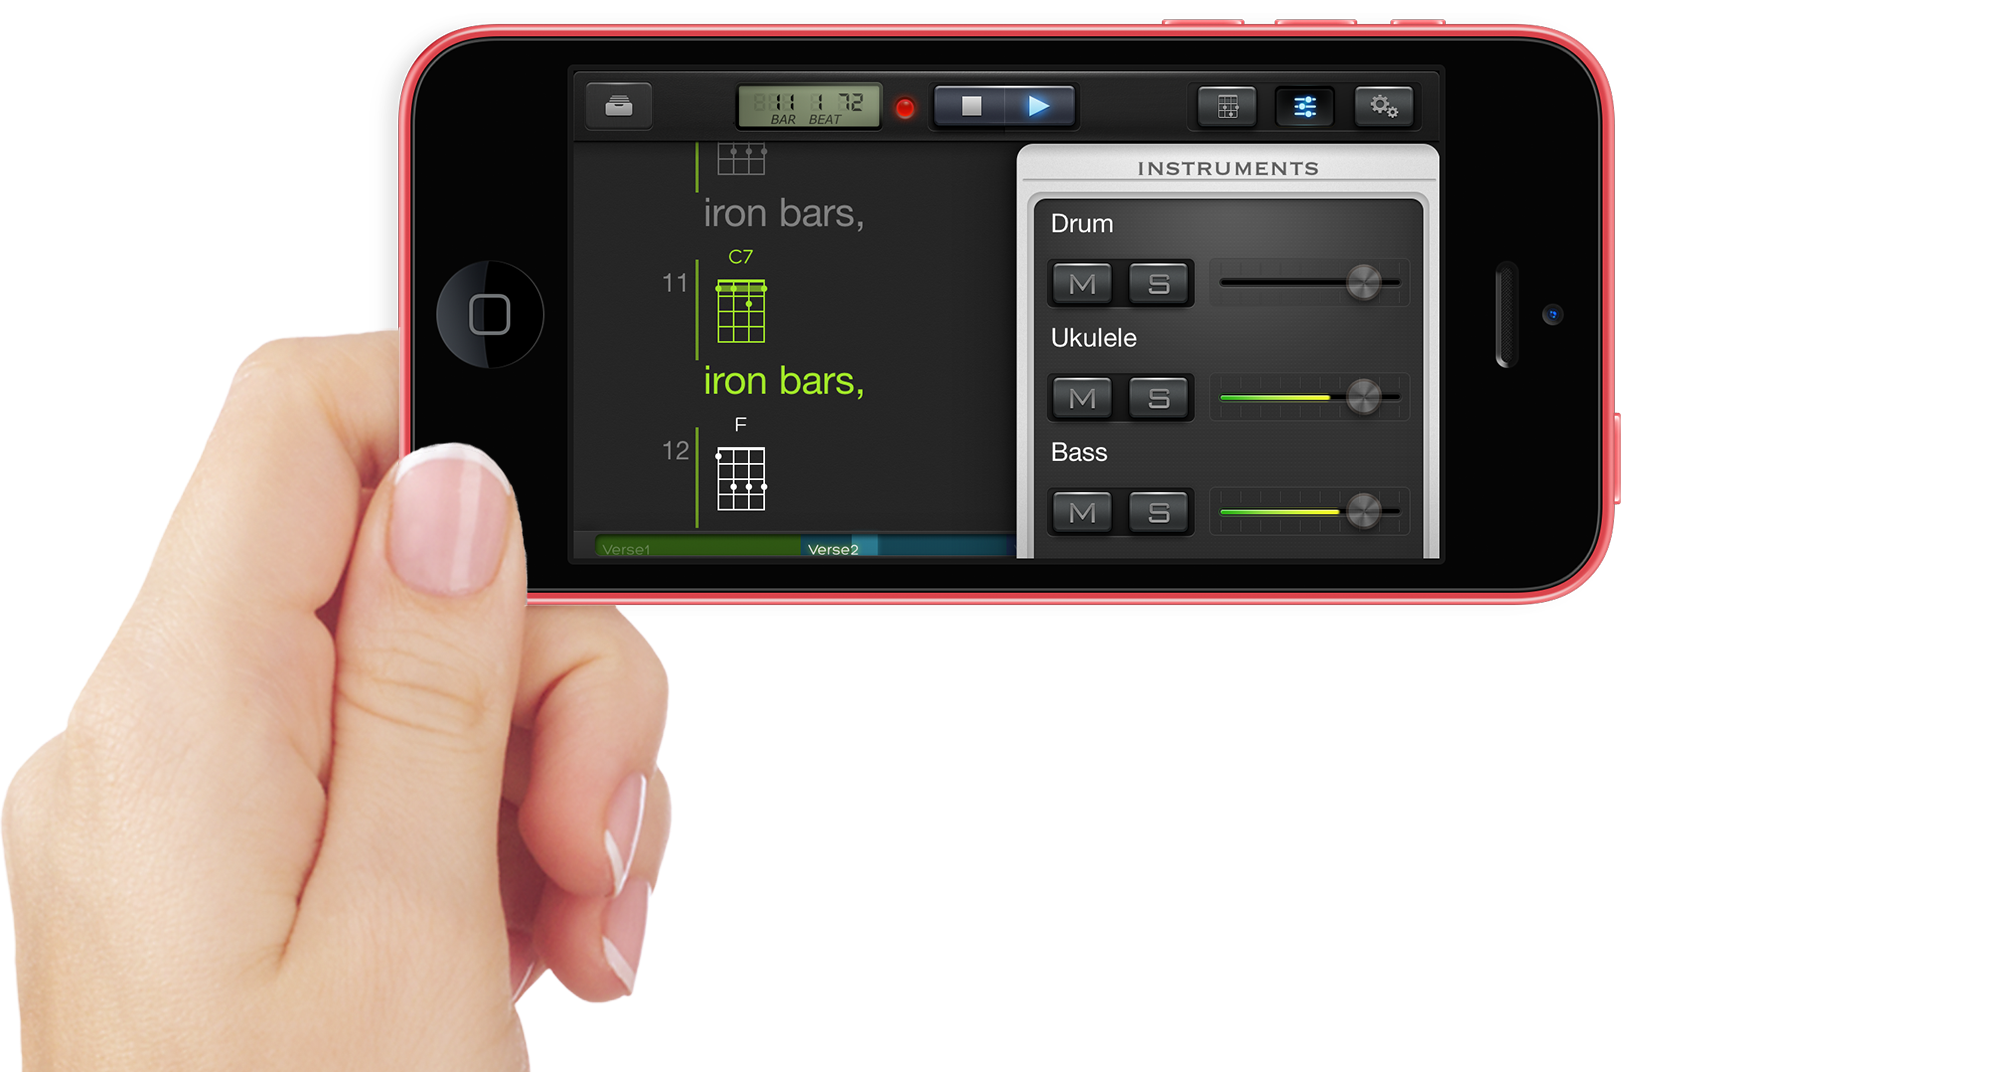 11 1 72
BAR BEAT
iron bars,
C7
11
iron bars,
F
12
Verse1 Verse2
INSTRUMENTS
Drum
M S
Ukulele
M S
Bass
M S